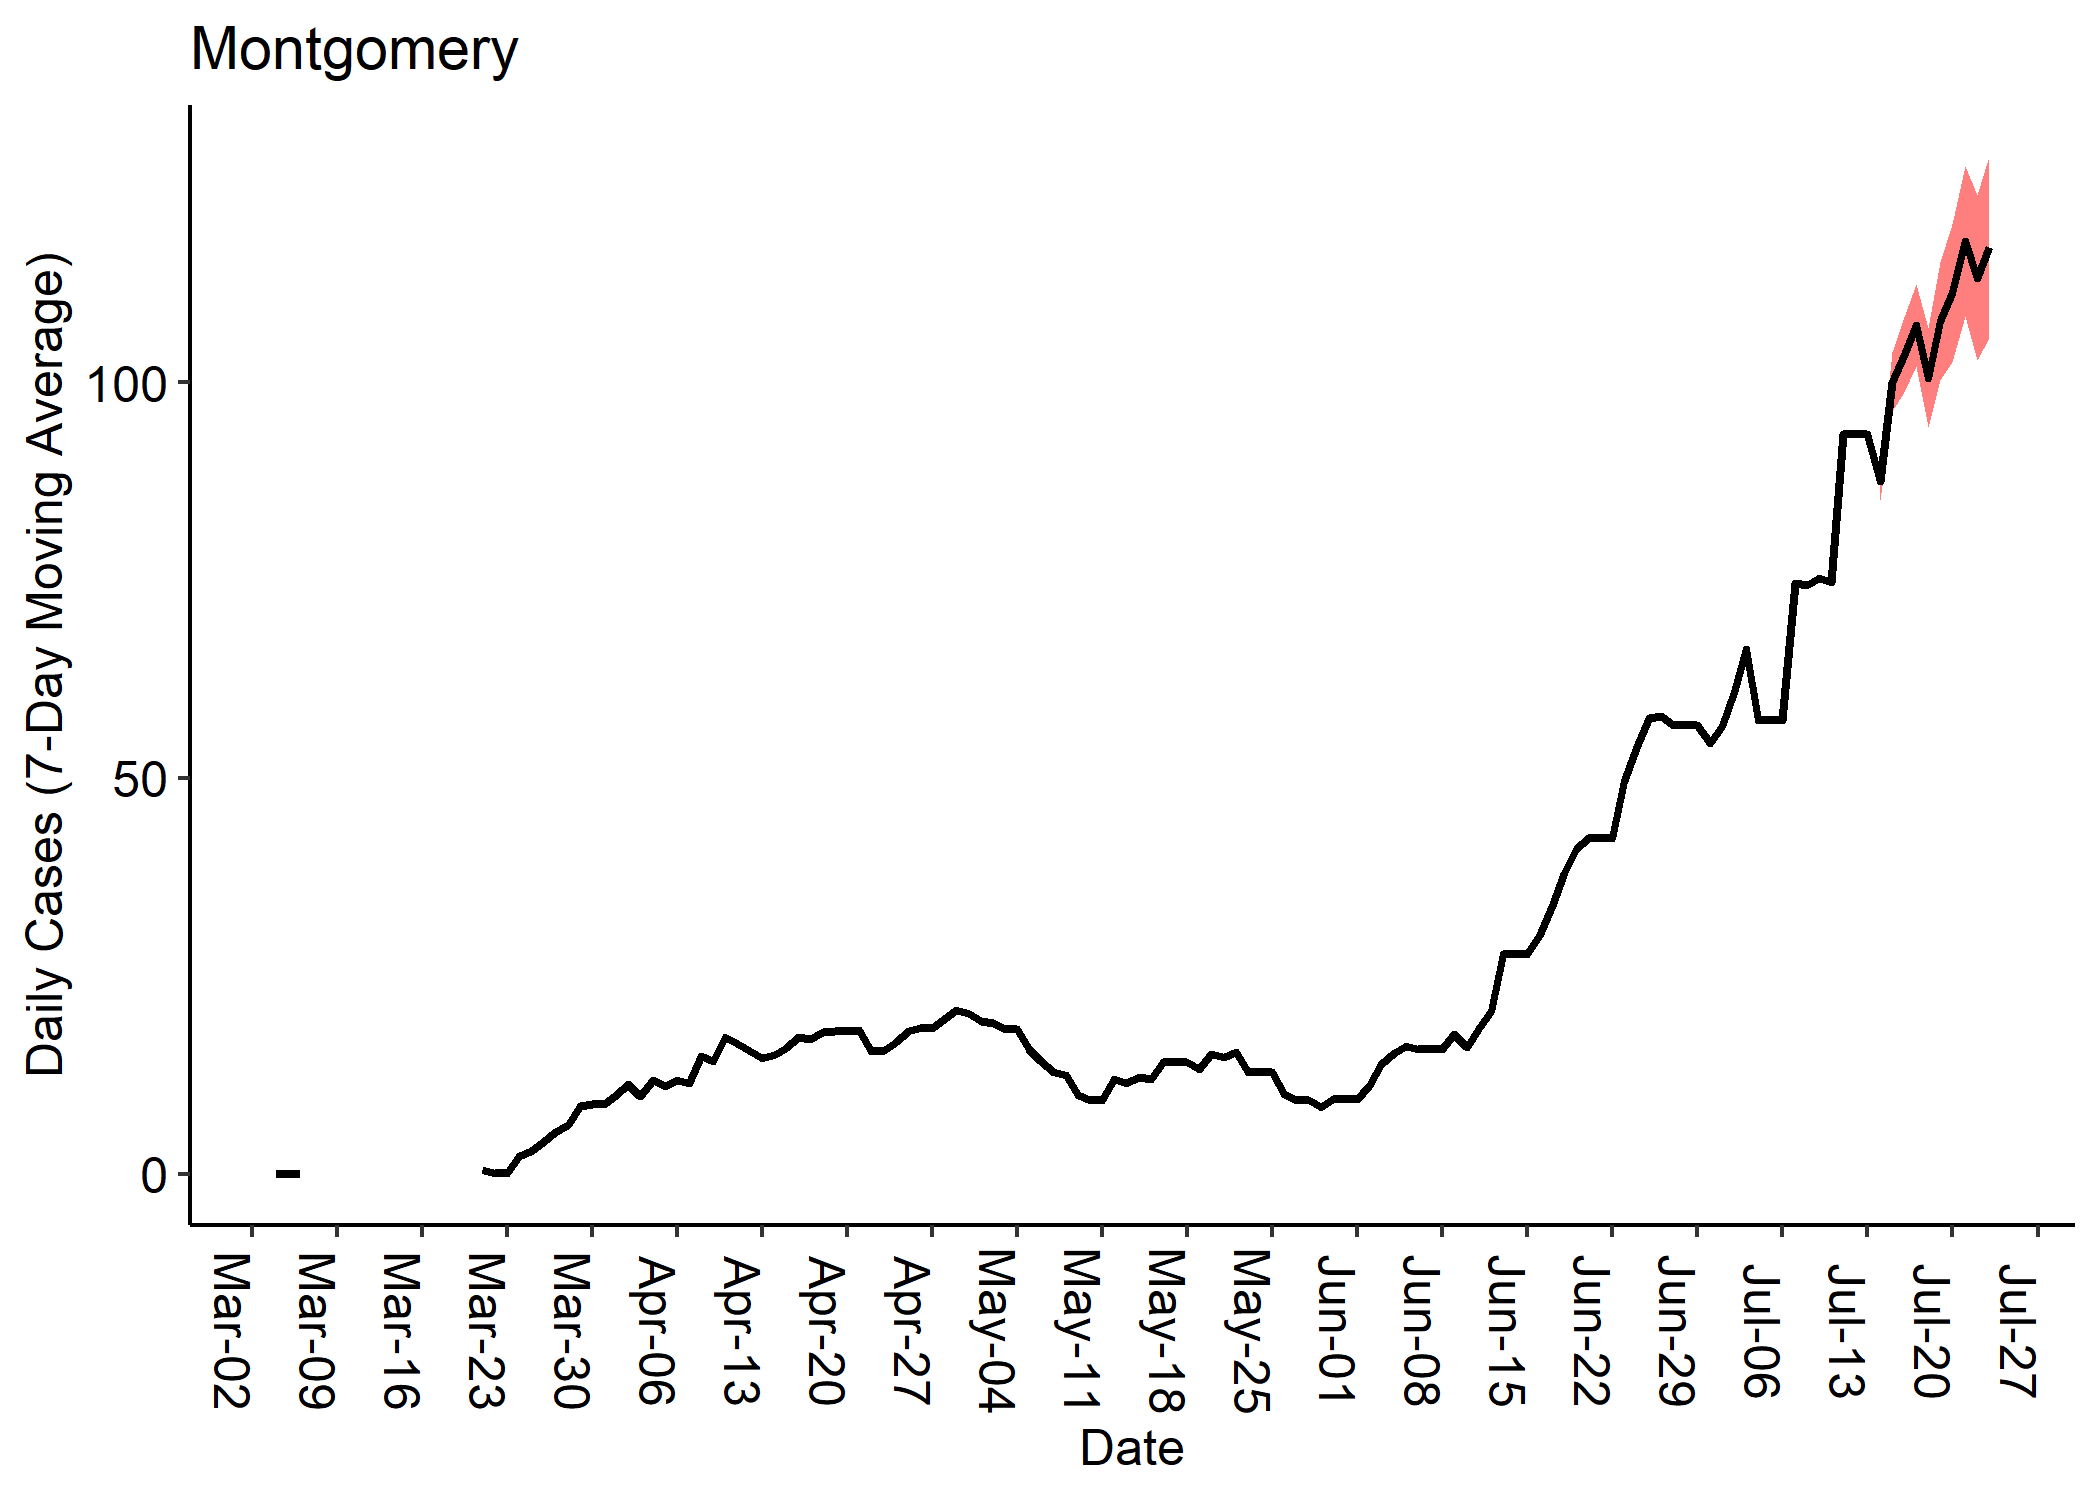 Montgomery
Daily Cases (7-Day Moving Average)
100
50
0
Mar-02
Mar-09
Mar-16
Mar-23
Mar-30
Apr-06
Apr-13
Apr-20
Apr-27
May-04
May-11
May-18
May-25
Jun-01
Jun-08
Jun-15
Jun-22
Jun-29
Jul-06
Jul-13
Jul-20
Jul-27
Date